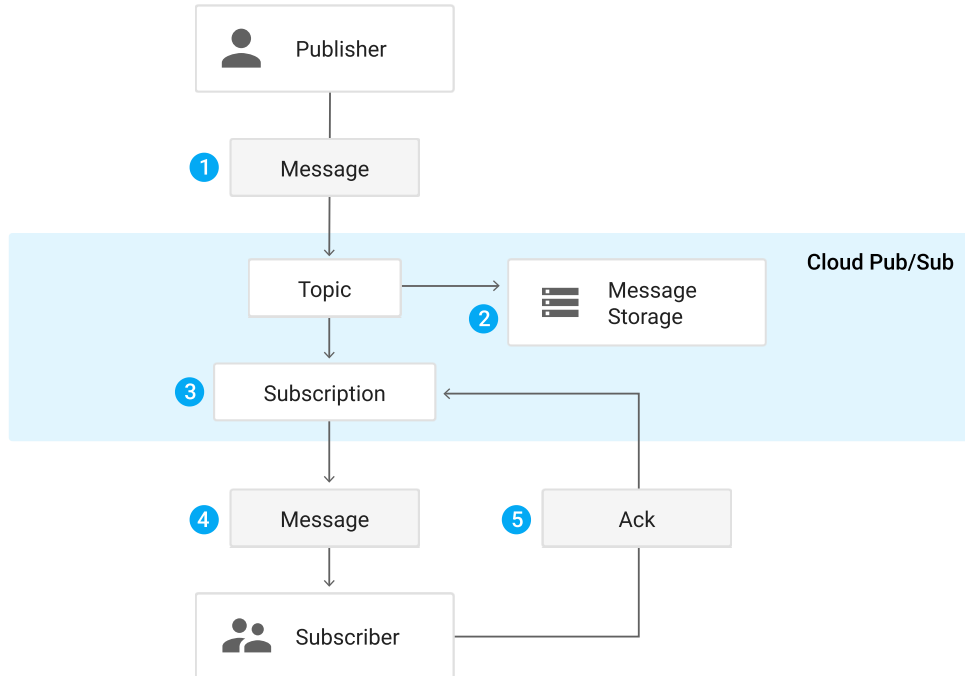 Publisher
1
Message
Cloud Pub/Sub
Topic
Message
Storage
2
3
Subscription
4
Message
5
Ack
Subscriber